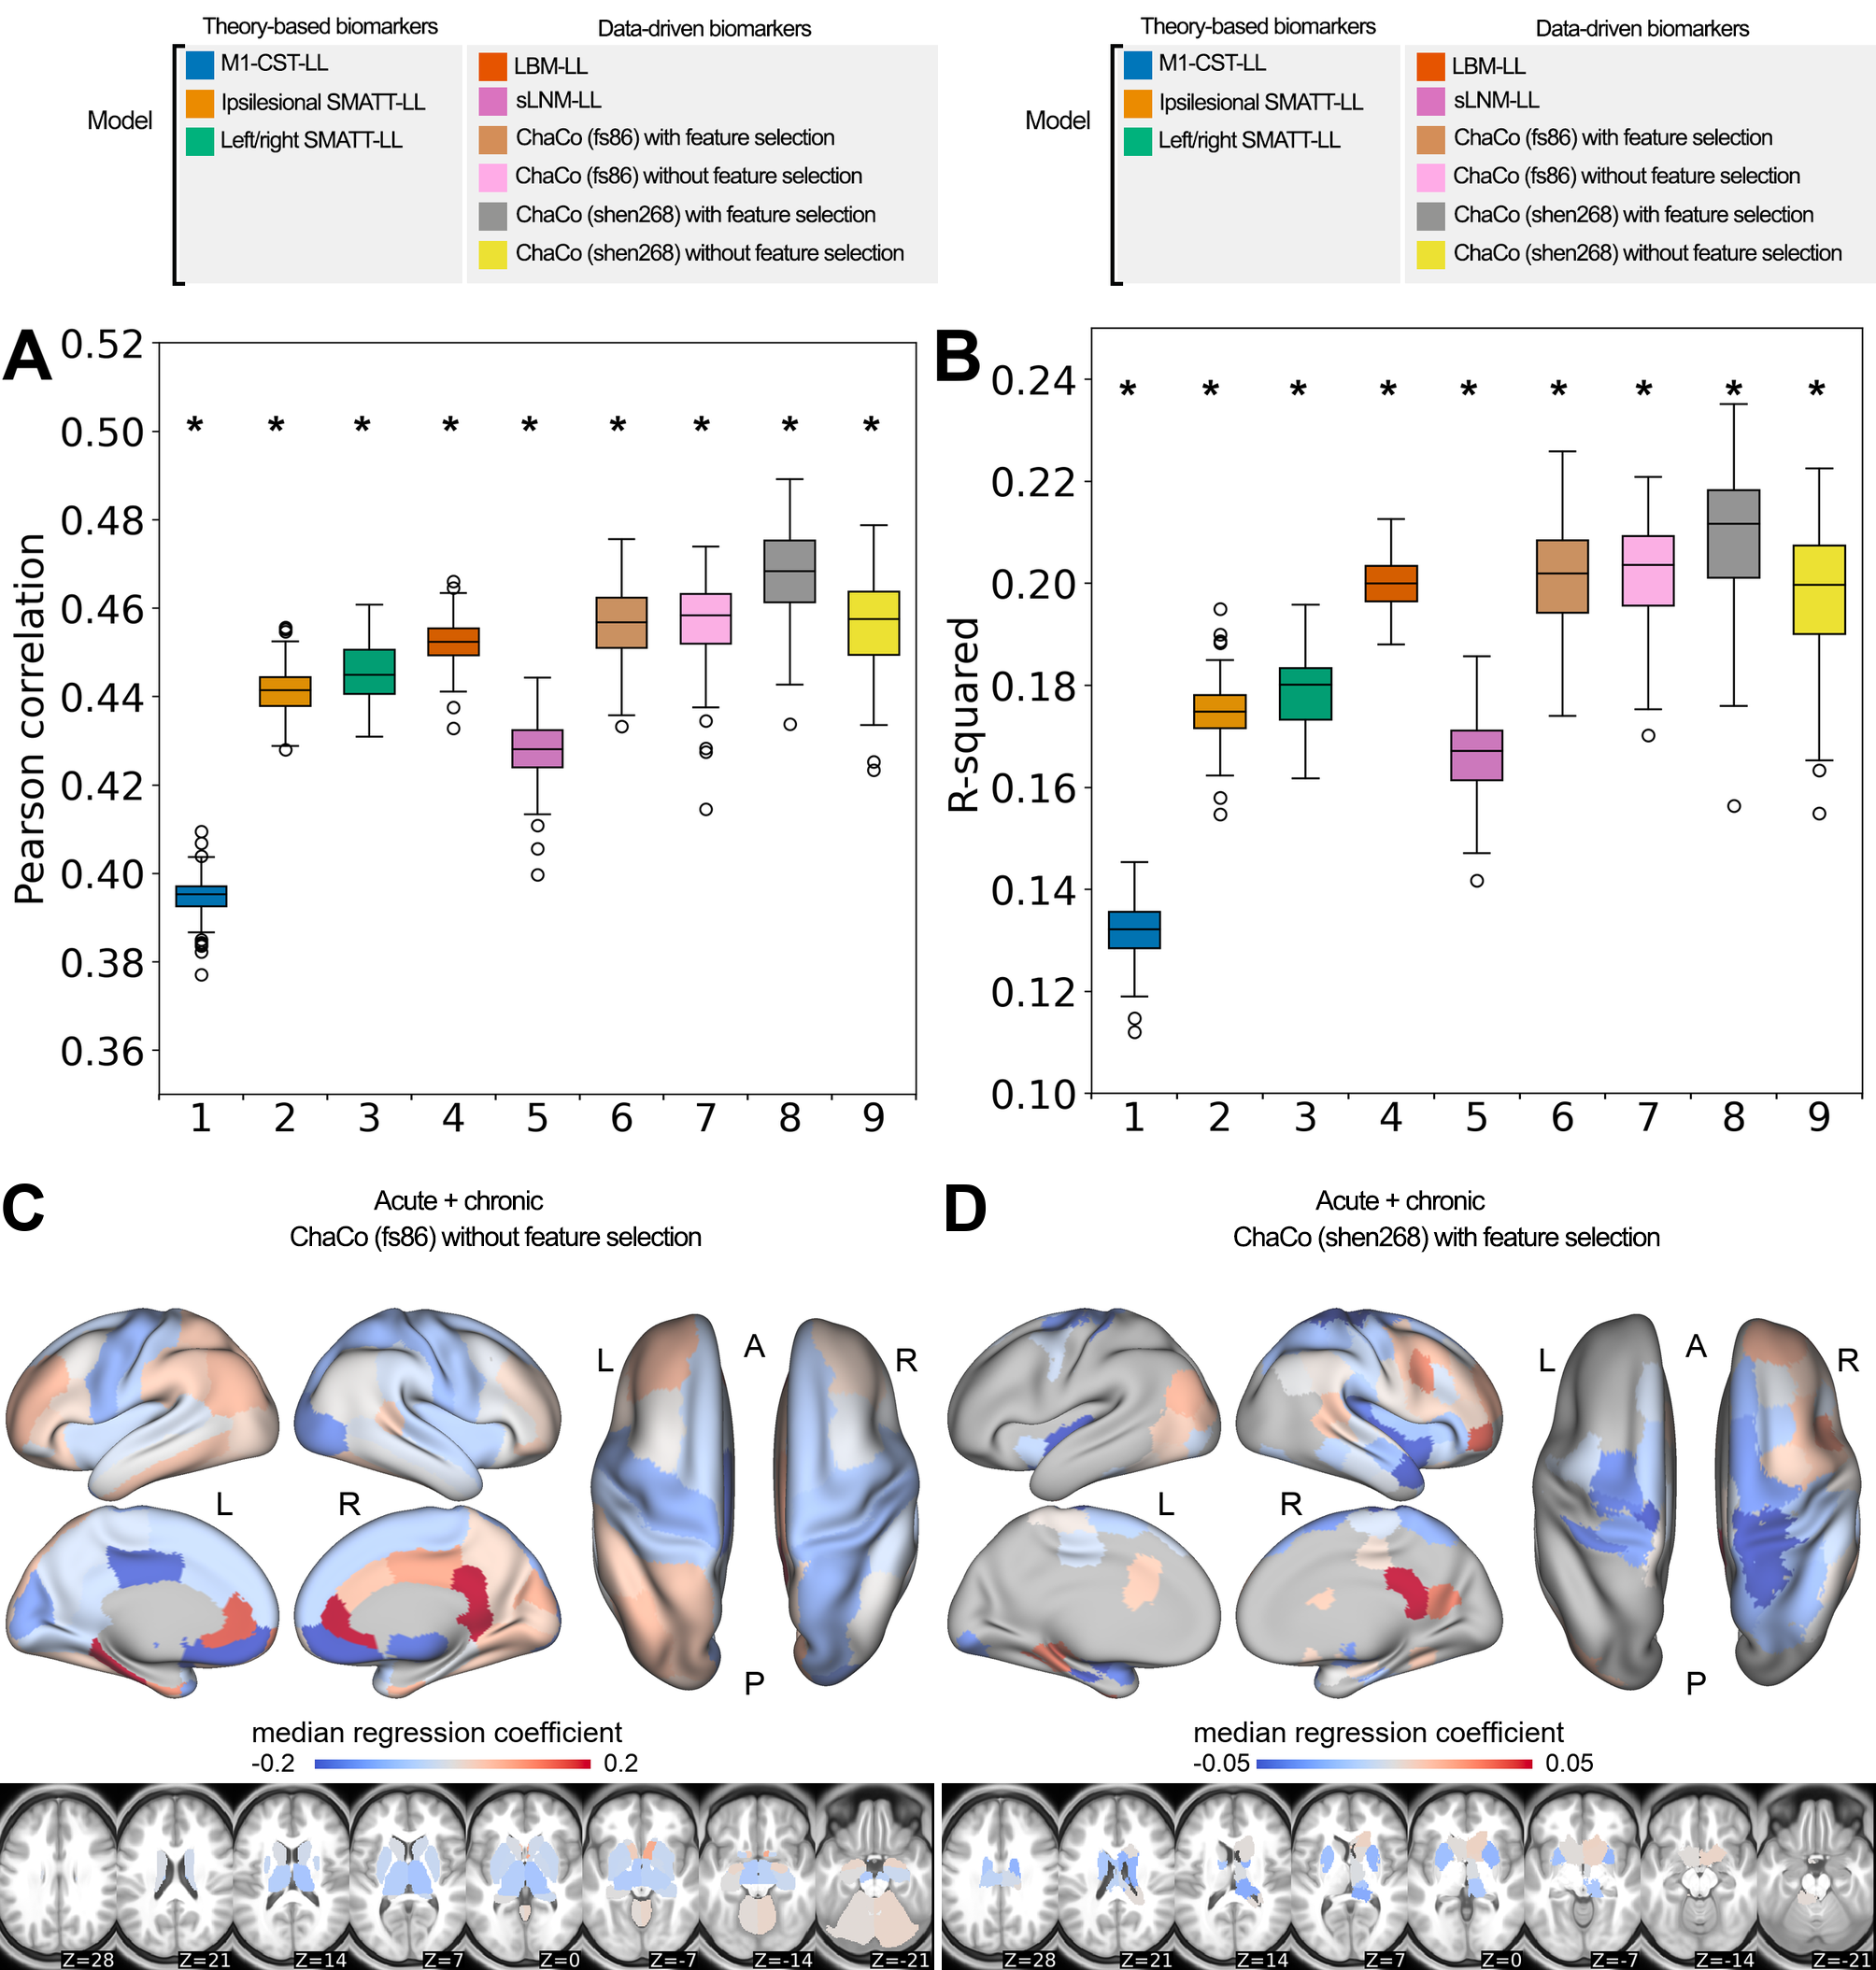 Theory-based biomarkers
Data-driven biomarkers
Model
M1-CST-LL
Ipsilesional SMATT-LL
Left/right SMATT-LL
LBM-LL
sLNM-LL
ChaCo (fs86) with feature selection
ChaCo (fs86) without feature selection
ChaCo (shen268) with feature selection
ChaCo (shen268) without feature selection
Theory-based biomarkers
Data-driven biomarkers
Model
M1-CST-LL
Ipsilesional SMATT-LL
Left/right SMATT-LL
LBM-LL
sLNM-LL
ChaCo (fs86) with feature selection
ChaCo (fs86) without feature selection
ChaCo (shen268) with feature selection
ChaCo (shen268) without feature selection
A
Pearson correlation
0.52
0.50
0.48
0.46
0.44
0.42
0.40
0.38
0.36
* * * * * * * * *
1 2 3 4 5 6 7 8 9
B
R-squared
0.24
0.22
0.20
0.18
0.16
0.14
0.12
0.10
* * * * * * * * *
1 2 3 4 5 6 7 8 9
C
Acute + chronic
ChaCo (fs86) without feature selection
L A R
L R
P
median regression coefficient
-0.2 0.2
Z=28 Z=21 Z=14 Z=7 Z=0 Z=-7 Z=-14 Z=-21
D
Acute + chronic
ChaCo (shen268) with feature selection
L A R
L R
P
median regression coefficient
-0.05 0.05
Z=28 Z=21 Z=14 Z=7 Z=0 Z=-7 Z=-14 Z=-21